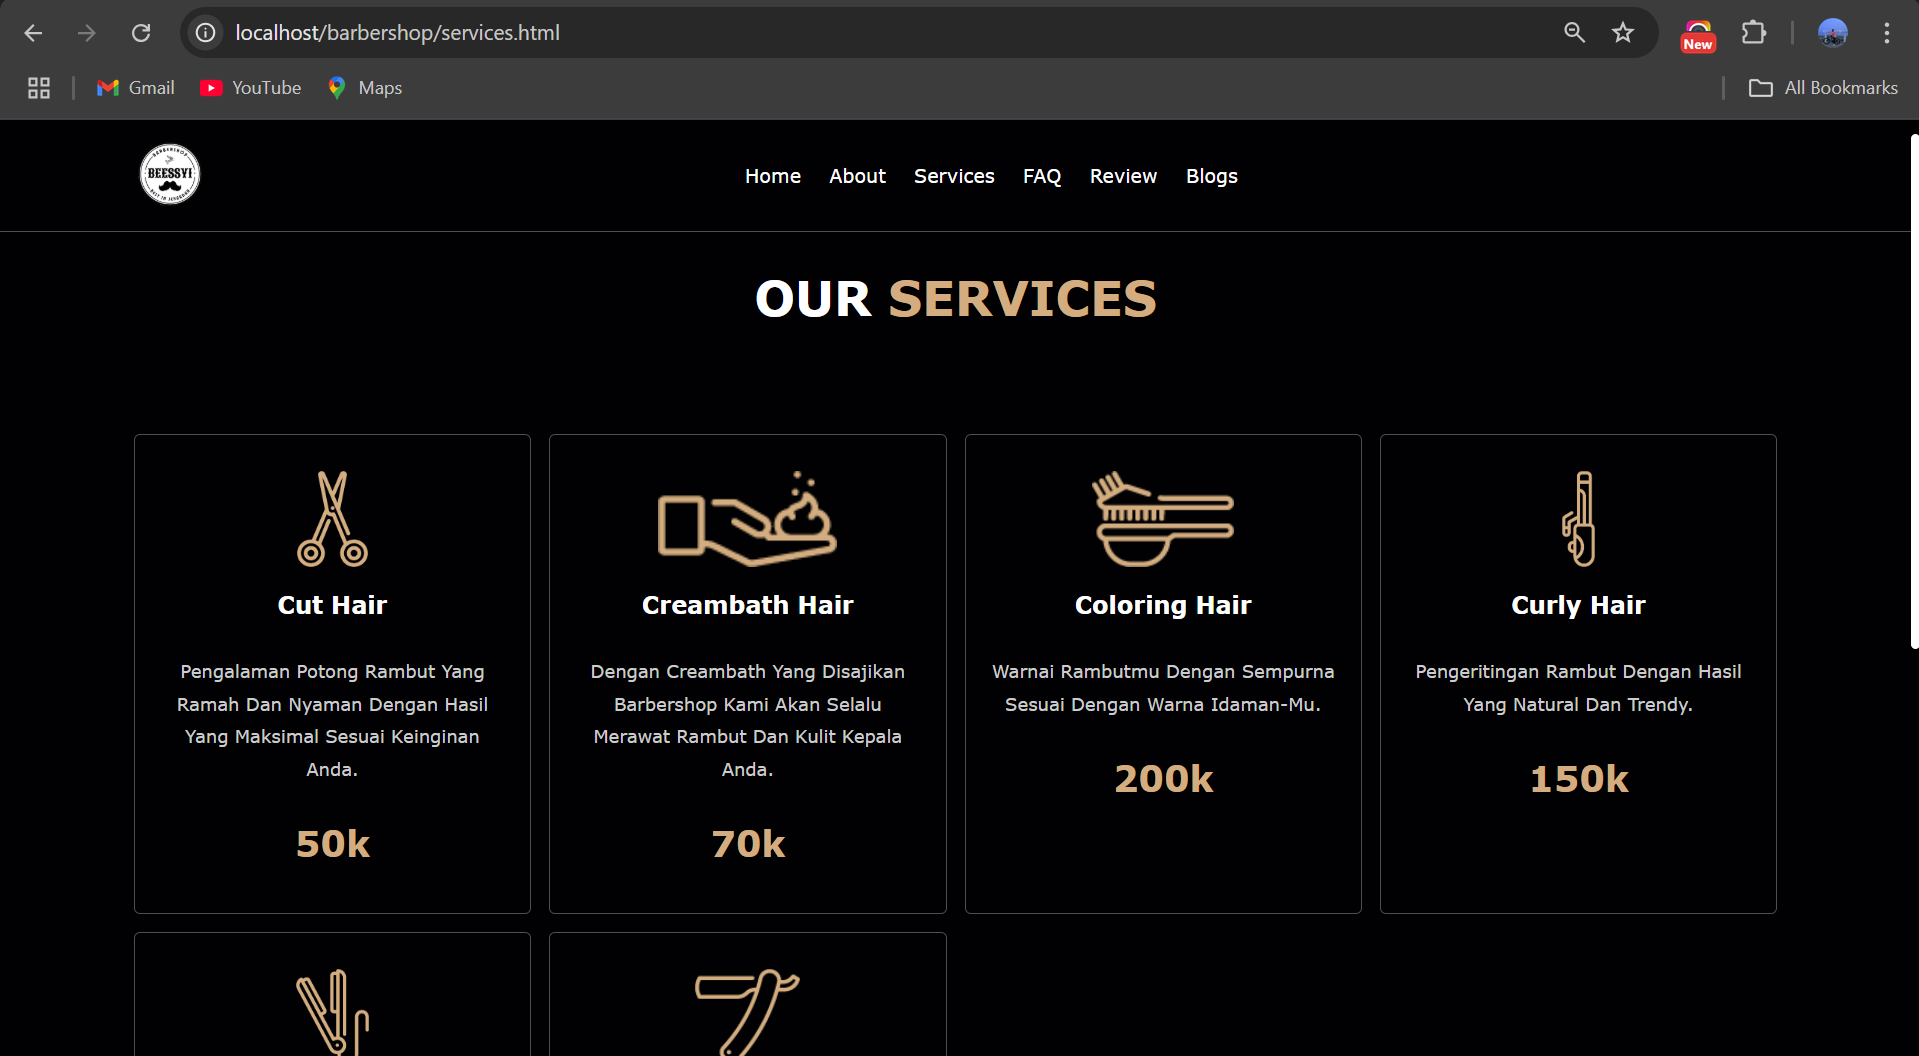 localhost/barbershop/services.html
New
Gmail
YouTube
Maps
All Bookmarks
BARBERSHOP
BEESSYI
Home
About
Services
FAQ
Review
Blogs
OUR SERVICES
Cut Hair
Pengalaman Potong Rambut Yang
Ramah Dan Nyaman Dengan Hasil
Yang Maksimal Sesuai Keinginan
Anda.
50k
Creambath Hair
Dengan Creambath Yang Disajikan
Barbershop Kami Akan Selalu
Merawat Rambut Dan Kulit Kepala
Anda.
70k
Coloring Hair
Warnai Rambutmu Dengan Sempurna
Sesuai Dengan Warna Idaman-Mu.
200k
Curly Hair
Pengeritingan Rambut Dengan Hasil
Yang Natural Dan Trendy.
150k